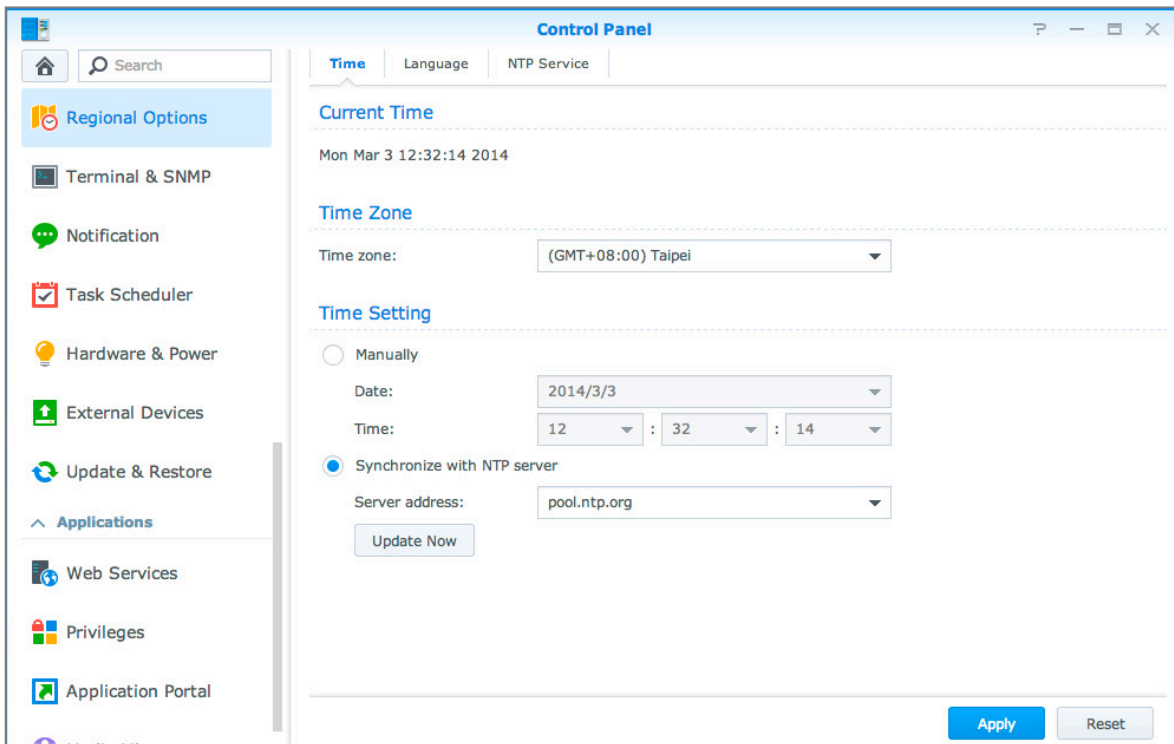 Control Panel
Search
Time Language NTP Service
Regional Options
Terminal & SNMP
Notification
Task Scheduler
Hardware & Power
External Devices
Update & Restore
Applications
Web Services
Privileges
Application Portal
Current Time
Mon Mar 3 12:32:14 2014
Time Zone
Time zone: (GMT+08:00) Taipei
Time Setting
Manually
Date: 2014/3/3
Time: 12 : 32 : 14
Synchronize with NTP server
Server address: pool.ntp.org
Update Now
Apply Reset